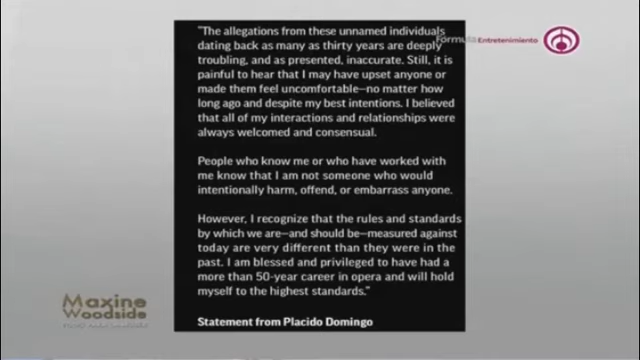 Fórmula Entretenimiento
"The allegations from these unnamed individuals
dating back as many as thirty years are deeply
troubling, and as presented, inaccurate. Still, it is
painful to hear that I may have upset anyone or
made them feel uncomfortable—no matter how
long ago and despite my best intentions. I believed
that all of my interactions and relationships were
always welcomed and consensual.
People who know me or who have worked with
me know that I am not someone who would
intentionally harm, offend, or embarrass anyone.
However, I recognize that the rules and standards
by which we are—and should be—measured against
today are very different than they were in the
past. I am blessed and privileged to have had a
more than 50-year career in opera and will hold
myself to the highest standards."
Statement from Placido Domingo
Maxine
Woodside